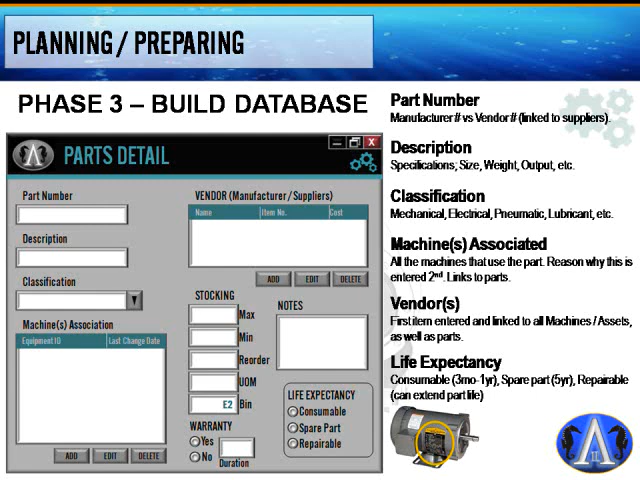 PLANNING / PREPARING
PHASE 3 – BUILD DATABASE
PARTS DETAIL
Part Number
Description
Classification
Machine(s) Association
Equipment ID Last Change Date
ADD EDIT DELETE
VENDOR (Manufacturer / Suppliers)
Name Item No. Cost
ADD EDIT DELETE
STOCKING
Max
Min
Reorder
UOM
E2 Bin
NOTES
WARRANTY
Yes
No
Duration
LIFE EXPECTANCY
Consumable
Spare Part
Repairable
Part Number
Manufacturer # vs Vendor # (linked to suppliers).
Description
Specifications; Size, Weight, Output, etc.
Classification
Mechanical, Electrical, Pneumatic, Lubricant, etc.
Machine(s) Associated
All the machines that use the part. Reason why this is
entered 2nd. Links to parts.
Vendor(s)
First item entered and linked to all Machines / Assets,
as well as parts.
Life Expectancy
Consumable (3mo-1yr), Spare part (5yr), Repairable
(can extend part life)